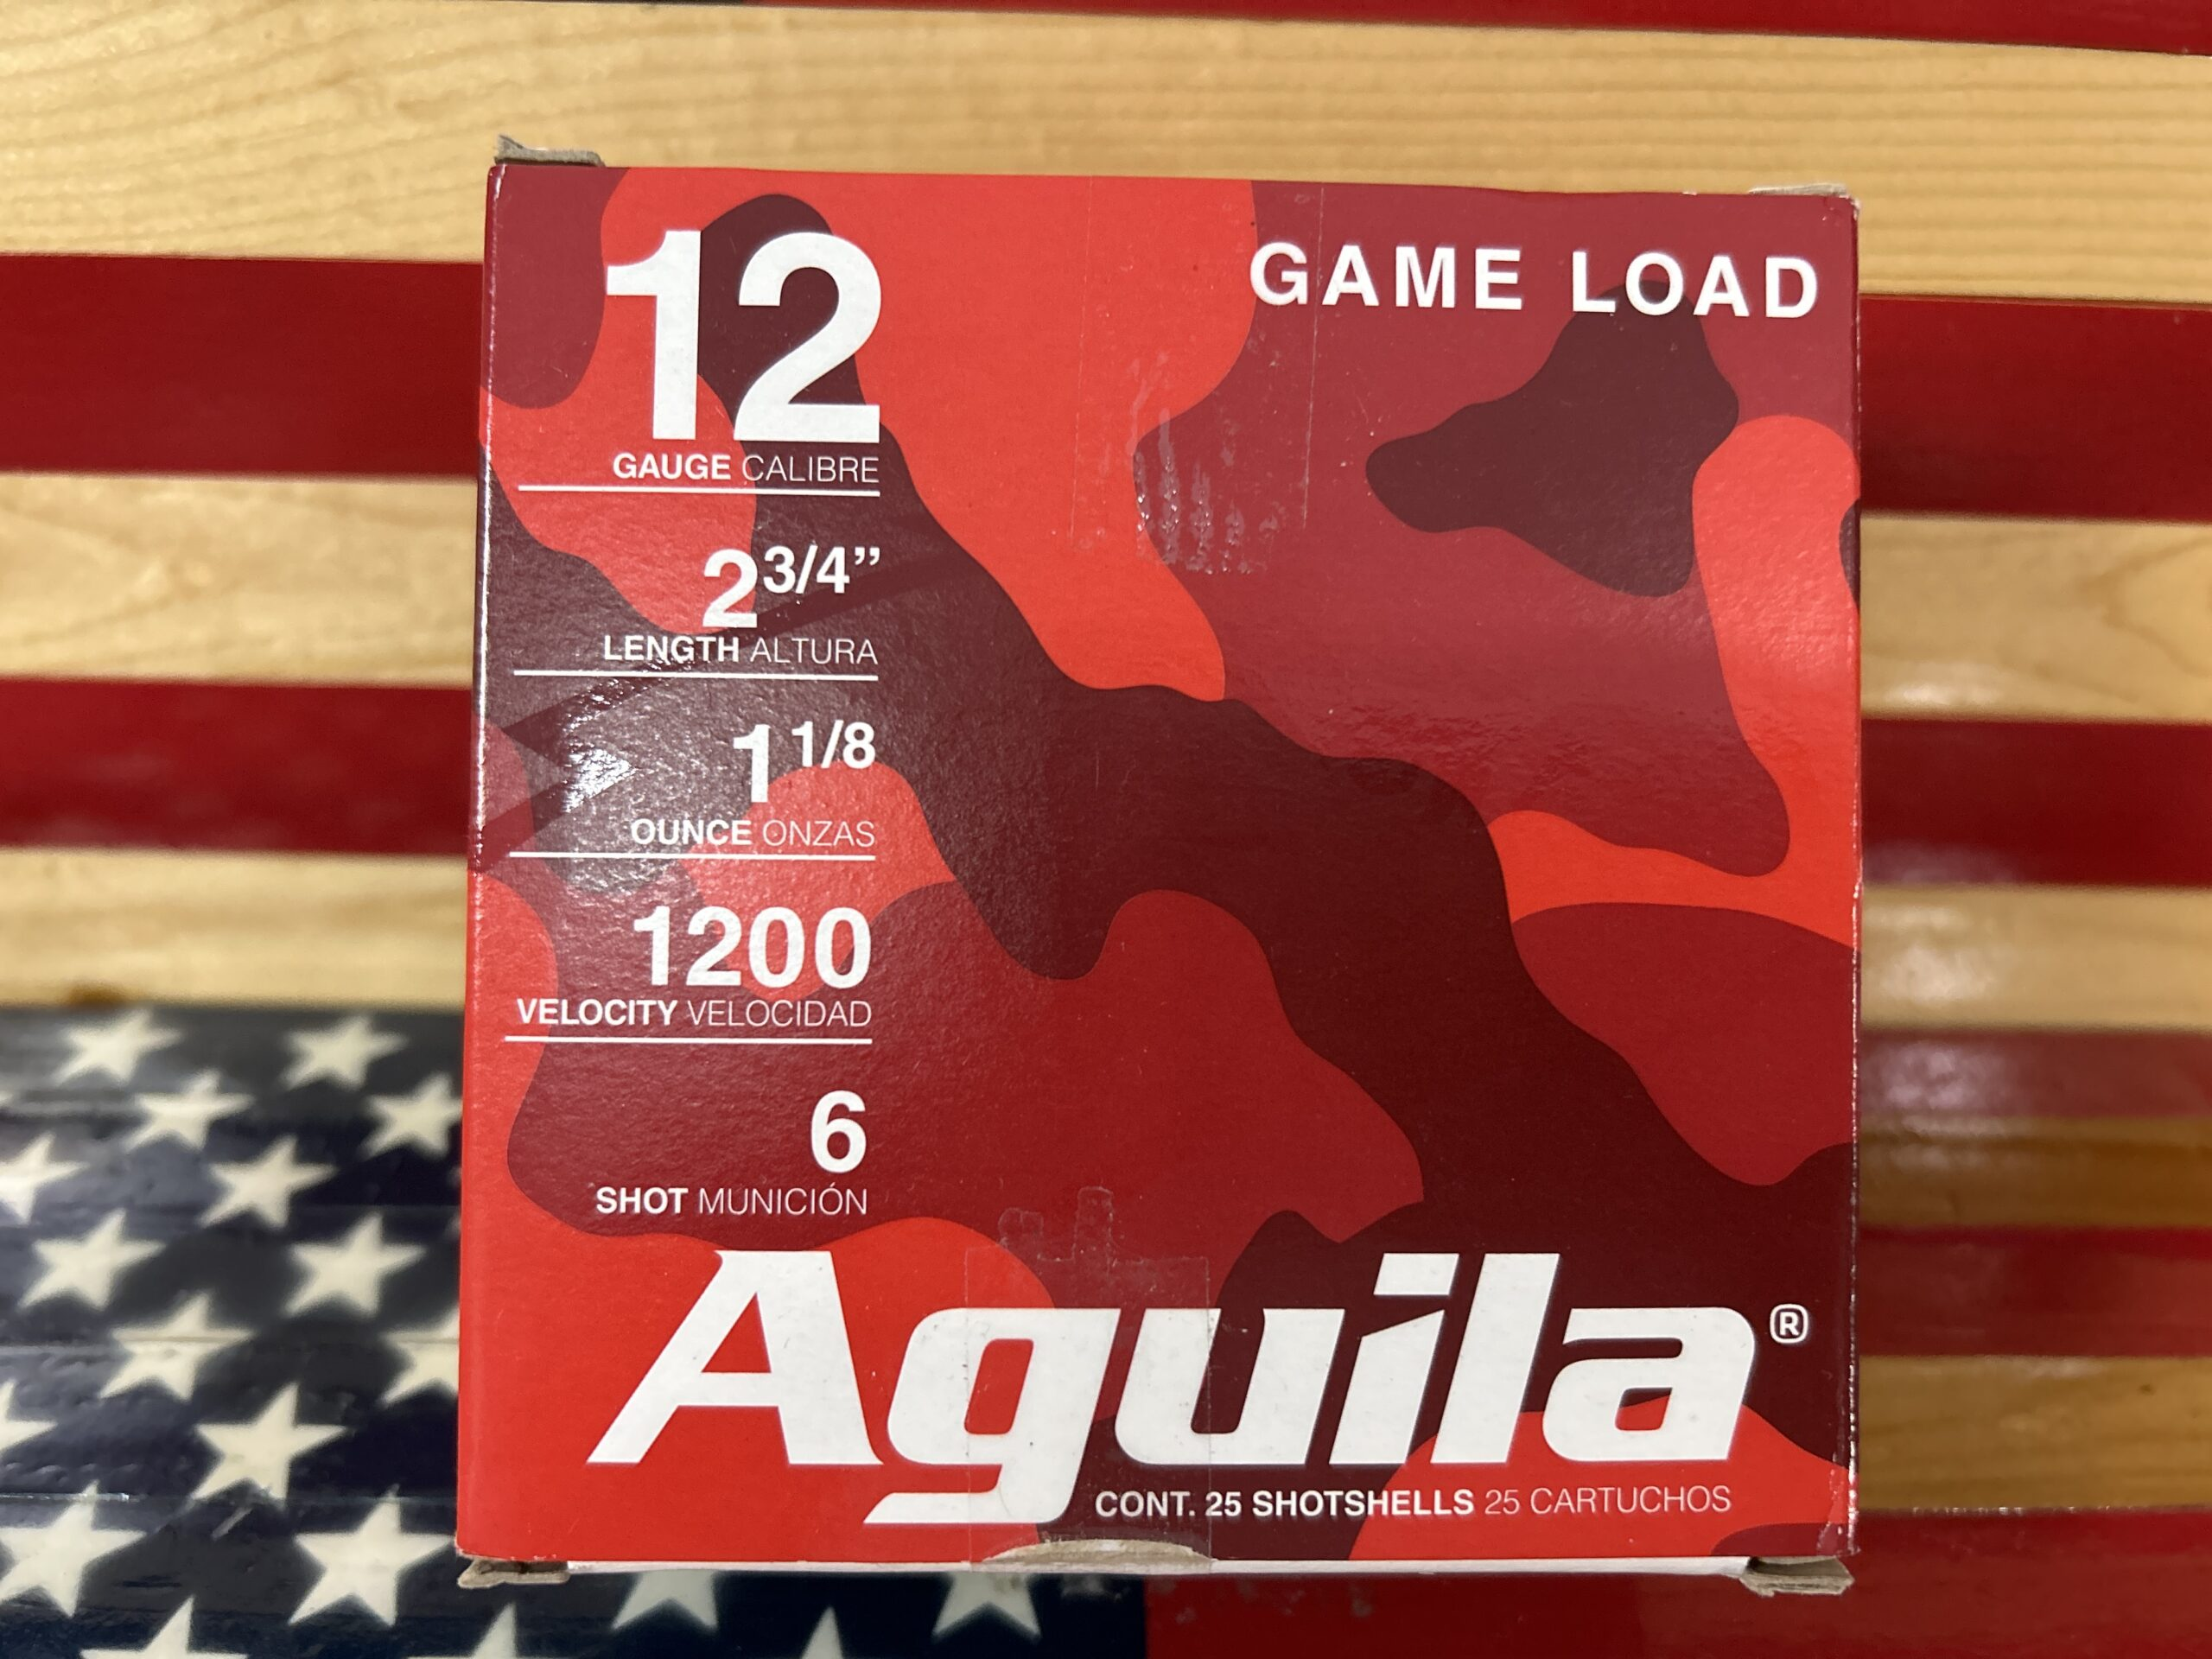 12
GAUGE CALIBRE
GAME LOAD
2 3/4”
LENGTH ALTURA
1 1/8
OUNCE ONZAS
1200
VELOCITY VELOCIDAD
6
SHOT MUNICIÓN
Aguila®
CONT. 25 SHOTSHELLS 25 CARTUCHOS